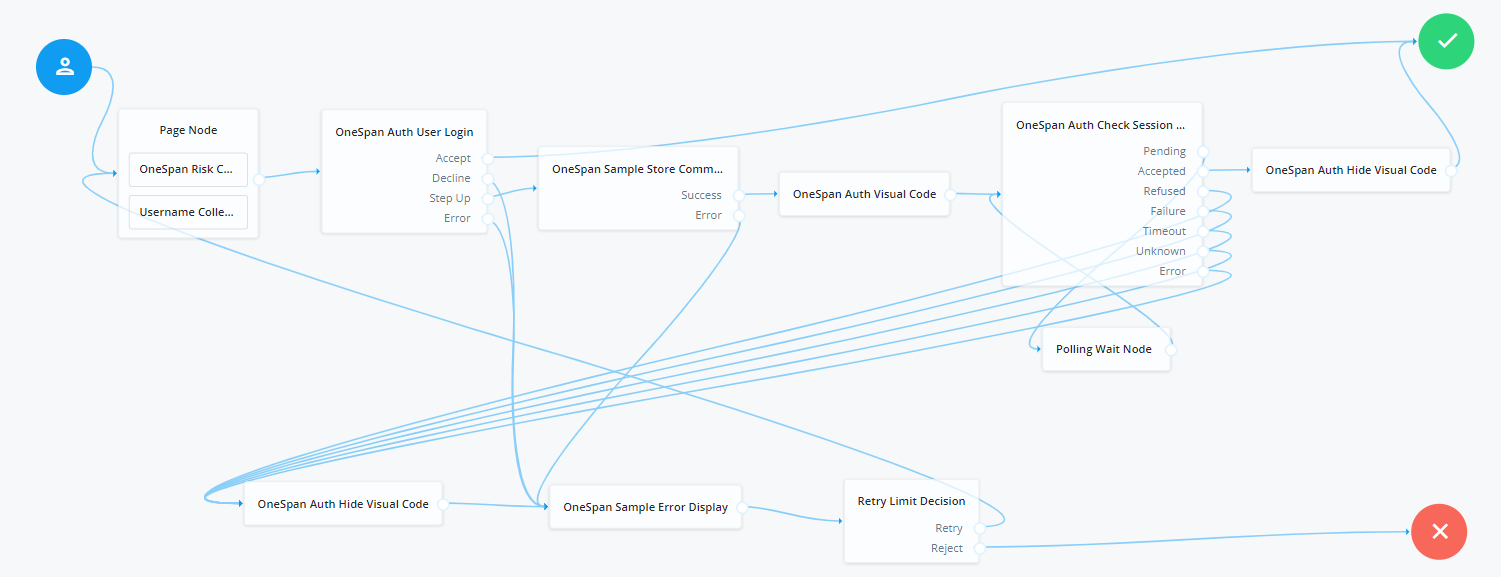 Page Node
OneSpan Risk C...
Username Colle...
OneSpan Auth User Login
Accept
Decline
Step Up
Error
OneSpan Sample Store Comm...
Success
Error
OneSpan Auth Visual Code
OneSpan Auth Check Session ...
Pending
Accepted
Refused
Failure
Timeout
Unknown
Error
OneSpan Auth Hide Visual Code
Polling Wait Node
OneSpan Auth Hide Visual Code
OneSpan Sample Error Display
Retry Limit Decision
Retry
Reject